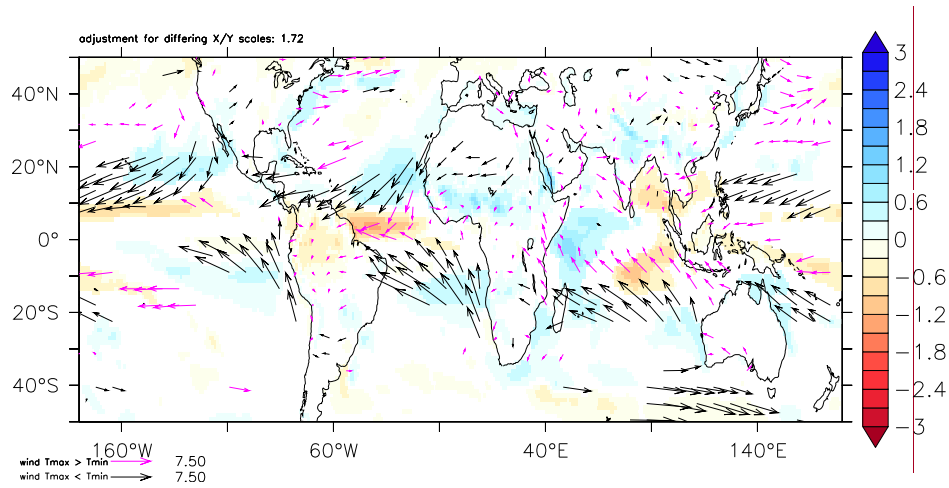 adjustment for differing X/Y scales: 1.72
40°N
20°N
0°
20°S
40°S
160°W
60°W
40°E
140°E
3
2.4
1.8
1.2
0.6
0
−0.6
−1.2
−1.8
−2.4
−3
wind Tmax > Tmin 7.50
wind Tmax < Tmin 7.50